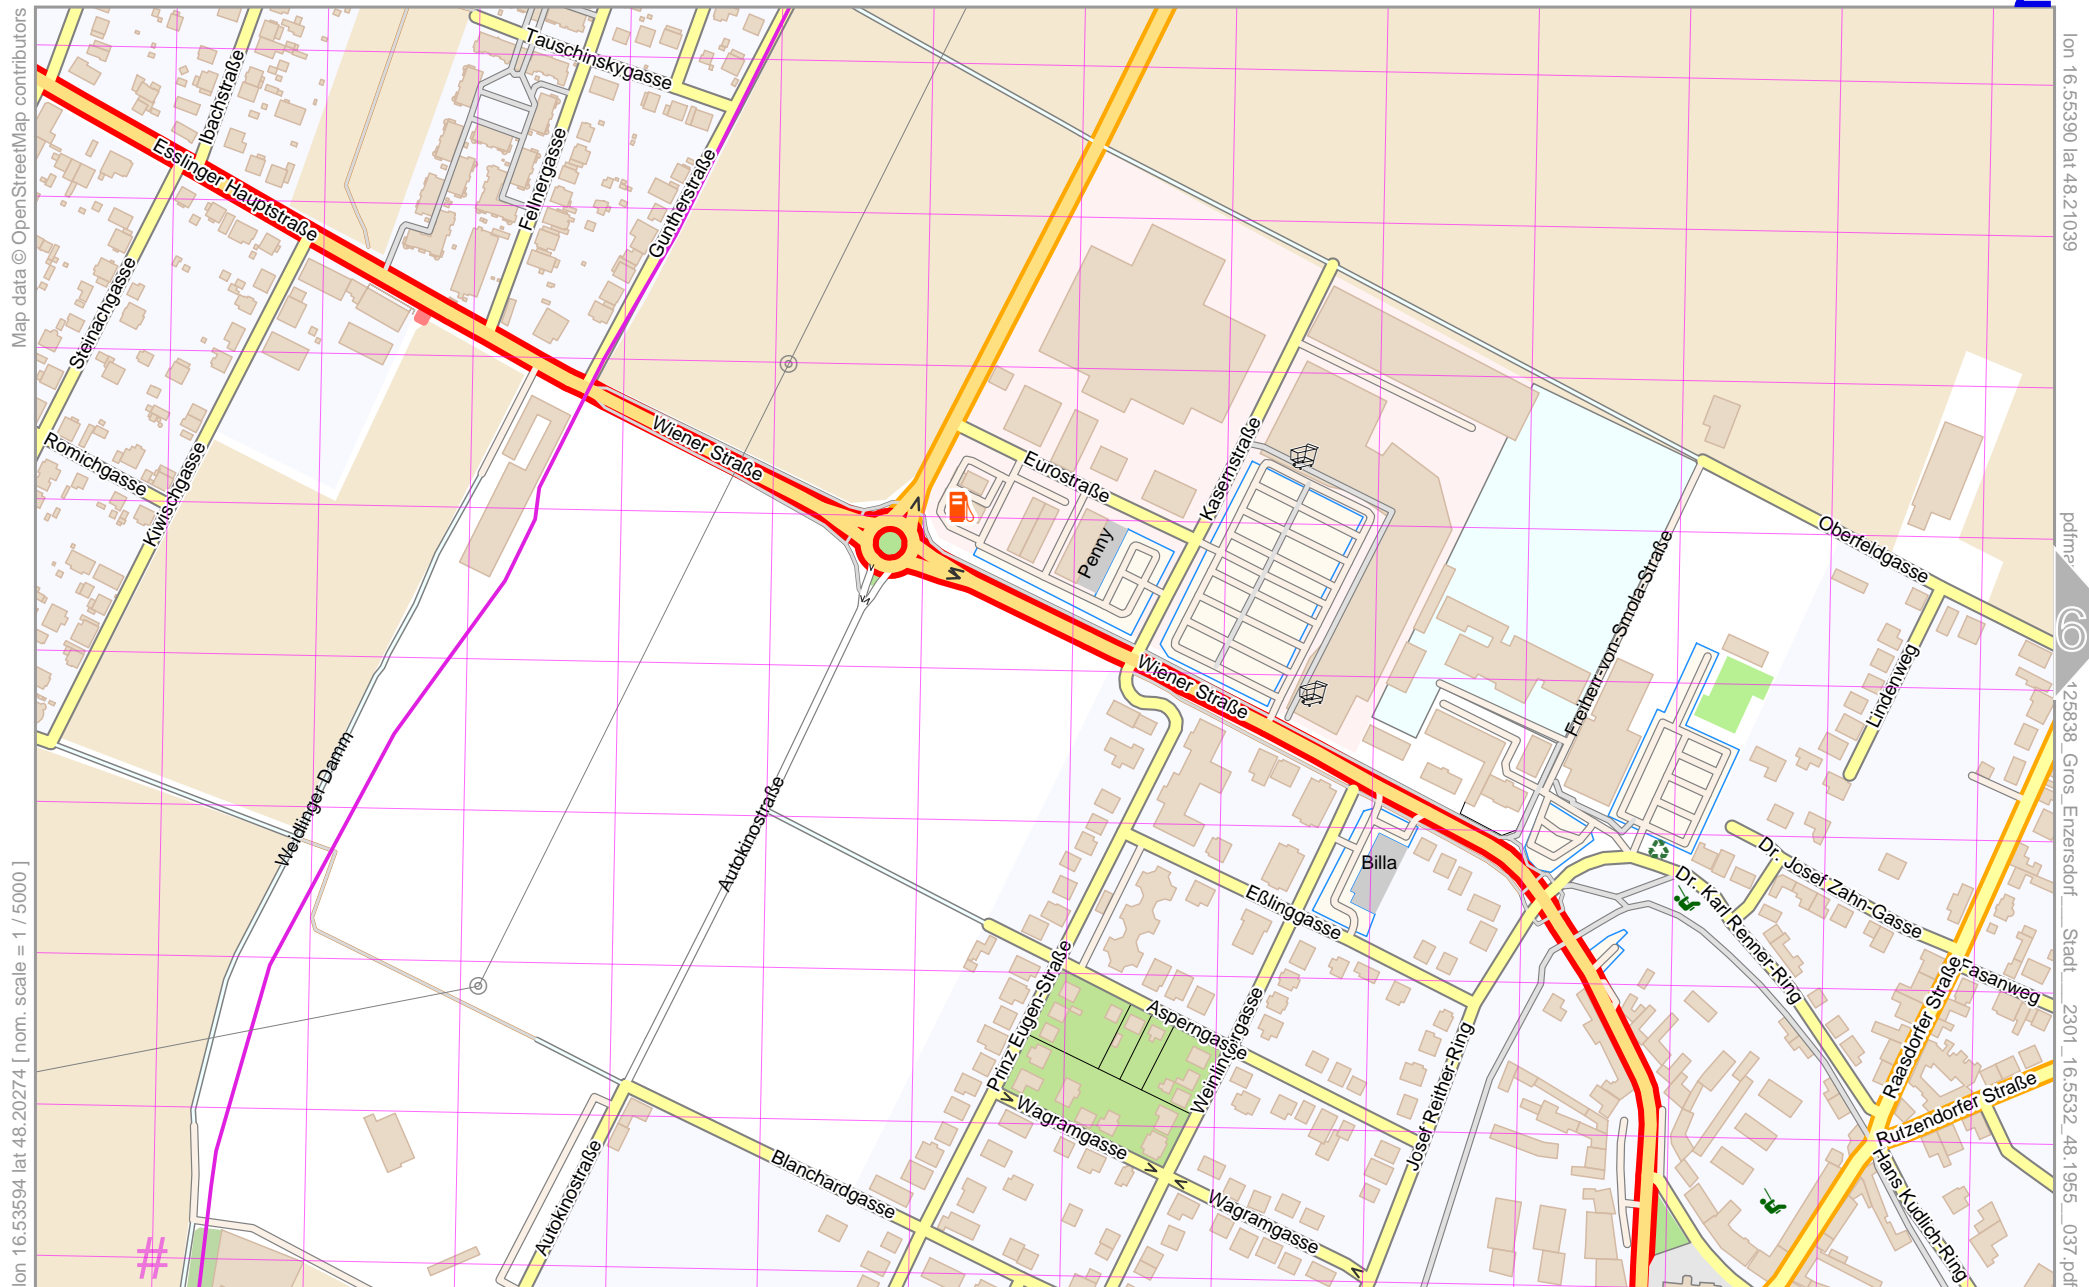 Map data © OpenStreetMap contributors
lon 16.53594 lat 48.20274 [ nom. scale = 1 / 5000 ]
lon 16.55390 lat 48.21039
Tauschinskygasse
Ibachstraße
Esslinger Hauptstraße
Fellnergasse
Guntherstraße
Steinachgasse
Romichgasse
Kiwischgasse
Wiener Straße
Eurostraße
Kasernstraße
Penny
Oberfeldgasse
Freiherr-von-Smola-Straße
Lindenweg
Wiener Straße
Weidlinger-Damm
Autokinostraße
Billa
Eßlinggasse
Dr. Josef Zahn-Gasse
Dr. Karl Renner-Ring
Fasanweg
Raasdorfer Straße
Prinz Eugen-Straße
Asperngasse
Weinlingergasse
Josef Reither-Ring
Wagramgasse
Rutzendorfer Straße
Blanchardgasse
Autokinostraße
Wagramgasse
Hans Kudlich-Ring
#
6
125838_Gros_Enzersdorf___Stadt___2301_16.5532_48.1955__037.pdf